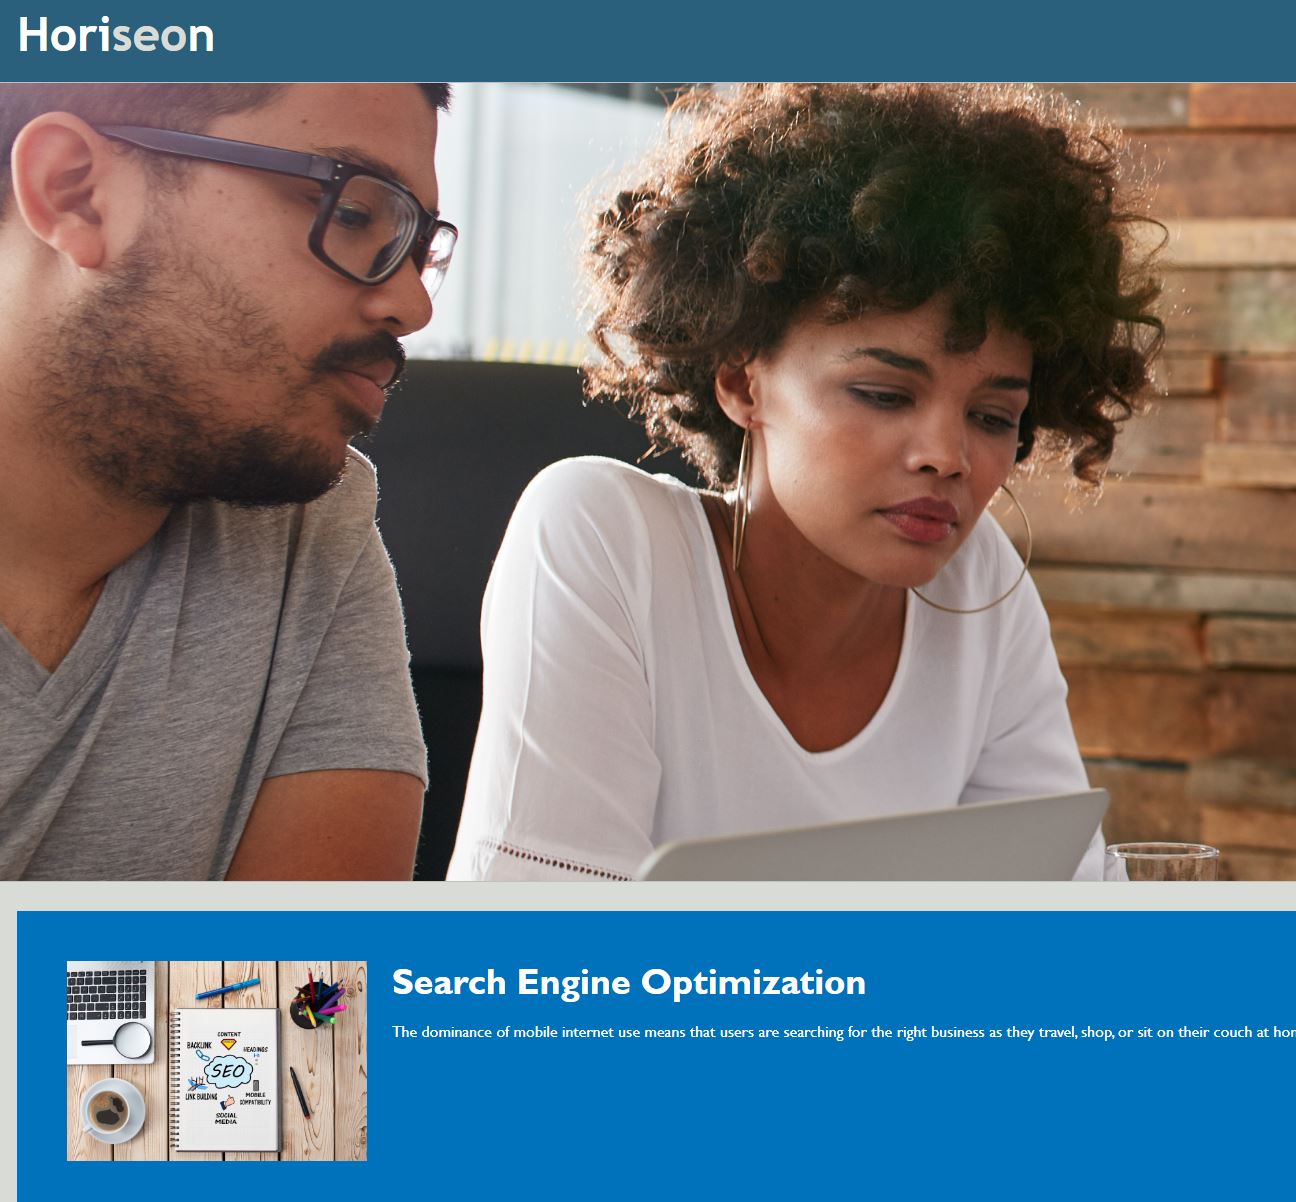 Horiseon
Search Engine Optimization
The dominance of mobile internet use means that users are searching for the right business as they travel, shop, or sit on their couch at hom
CONTENT
BACKLINK
HEADINGS
SEO
LINK BUILDING
MOBILE
COMPATIBILITY
SOCIAL
MEDIA